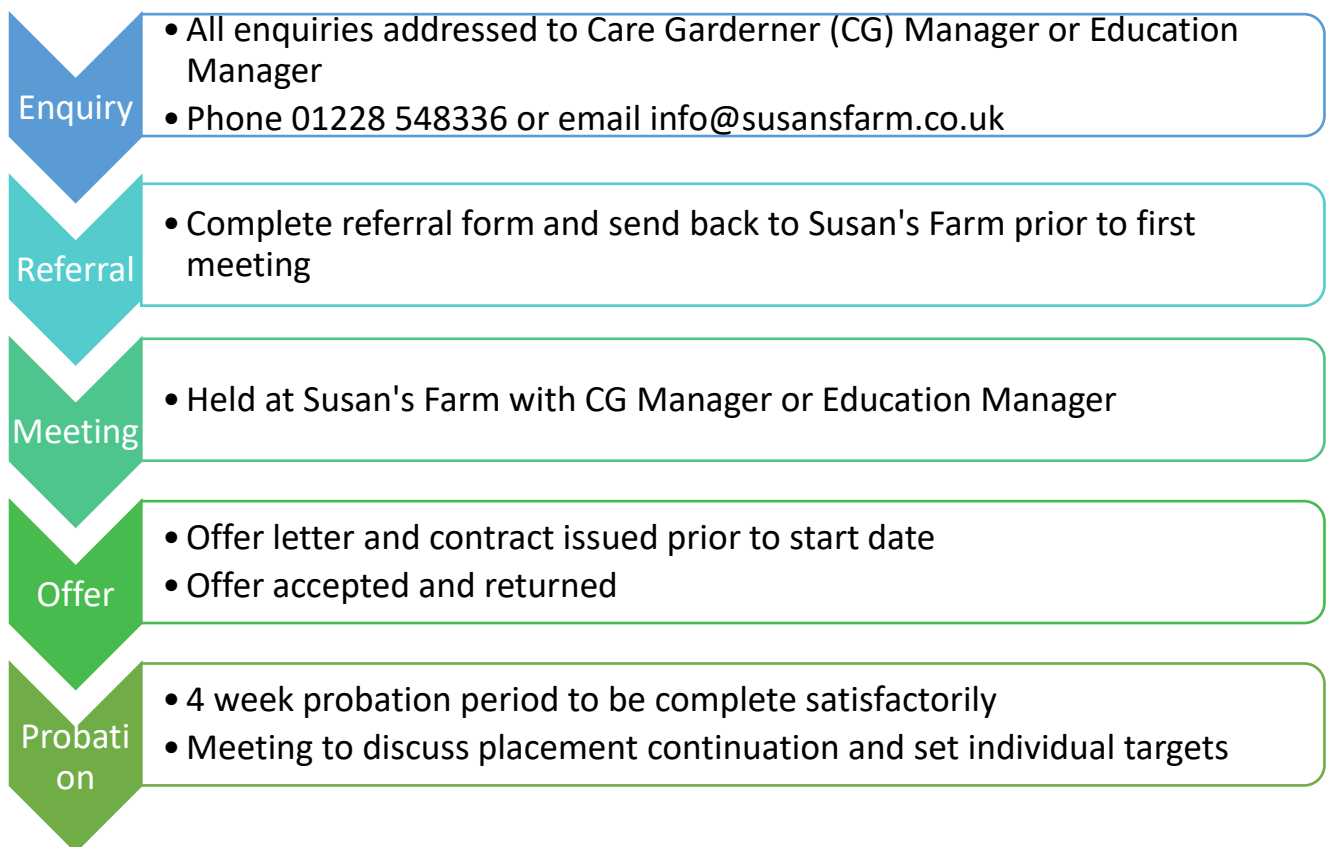 Enquiry
• All enquiries addressed to Care Garderner (CG) Manager or Education
Manager
• Phone 01228 548336 or email info@susansfarm.co.uk
Referral
• Complete referral form and send back to Susan's Farm prior to first
meeting
Meeting
• Held at Susan's Farm with CG Manager or Education Manager
Offer
• Offer letter and contract issued prior to start date
• Offer accepted and returned
Probati
on
• 4 week probation period to be complete satisfactorily
• Meeting to discuss placement continuation and set individual targets